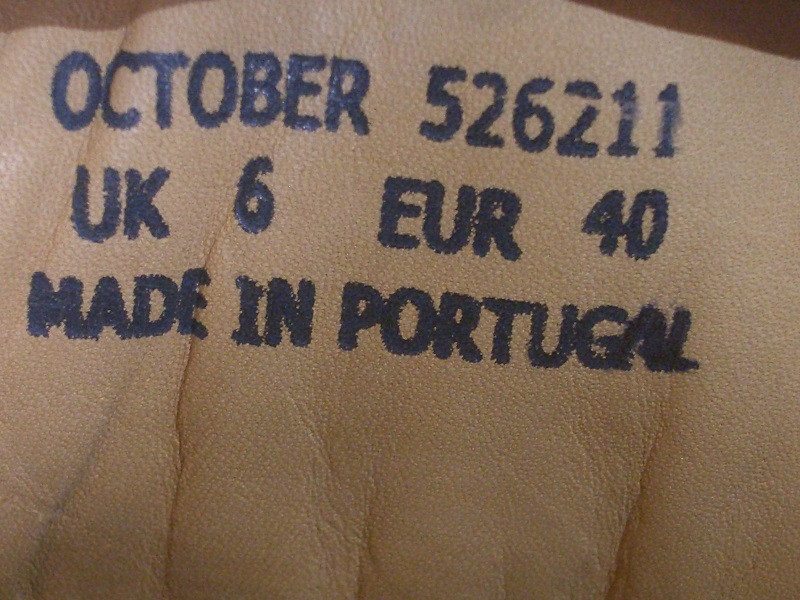 OCTOBER 526211
UK 6 EUR 40
MADE IN PORTUGAL